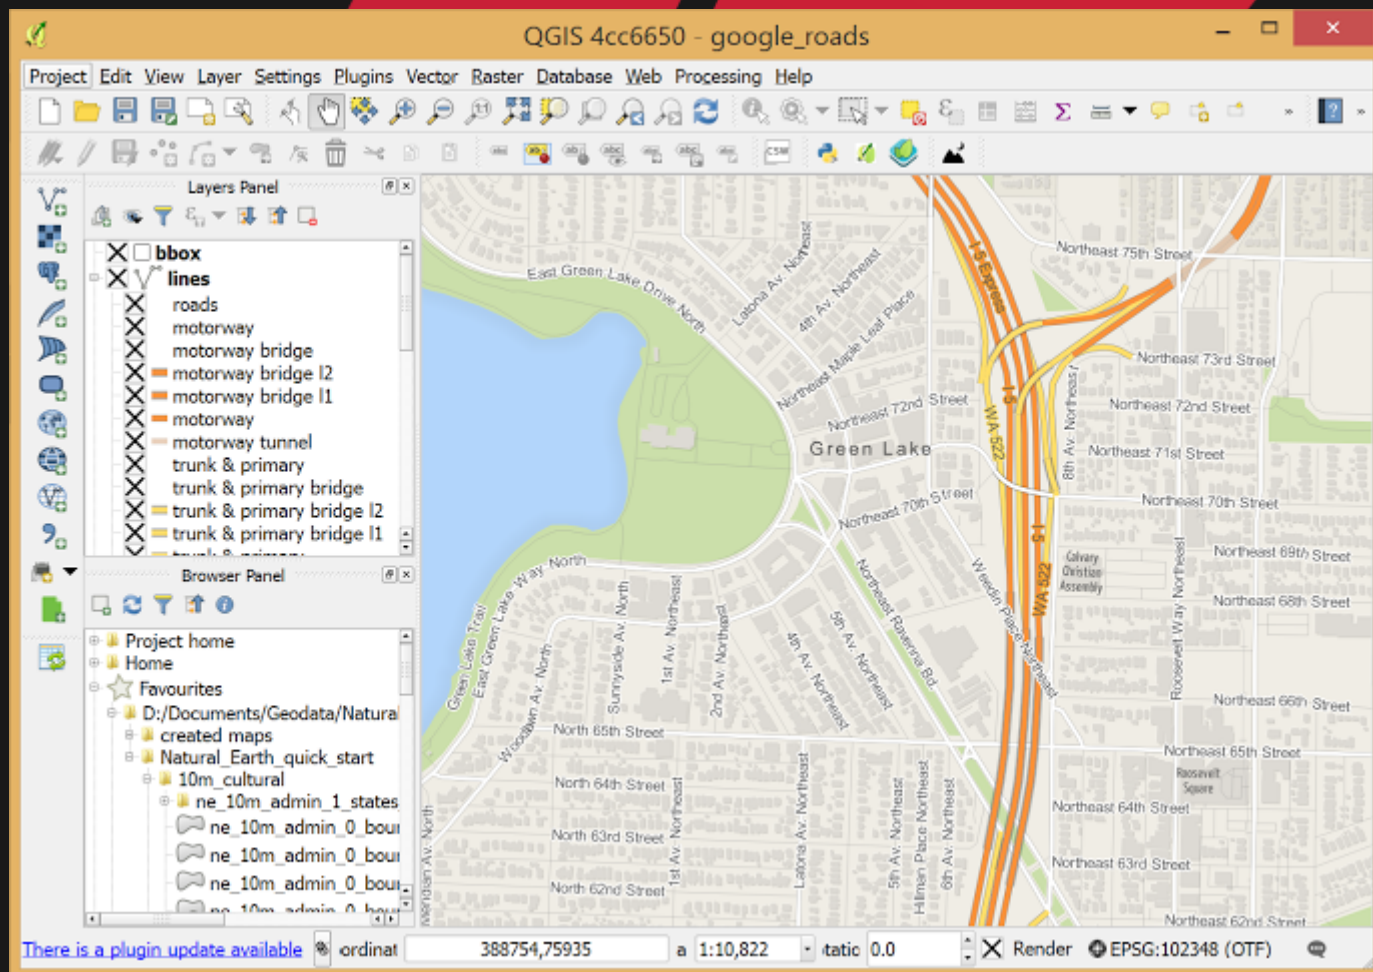 QGIS 4cc6650 - google_roads
Project Edit View Layer Settings Plugins Vector Raster Database Web Processing Help
Layers Panel
bbox
lines
roads
motorway
motorway bridge
motorway bridge l2
motorway bridge l1
motorway
motorway tunnel
trunk & primary
trunk & primary bridge
trunk & primary bridge l2
trunk & primary bridge l1
trunk & primary
Browser Panel
Project home
Home
Favourites
D:/Documents/Geodata/Natural
created maps
Natural_Earth_quick_start
10m_cultural
ne_10m_admin_1_states
ne_10m_admin_0_bou
ne_10m_admin_0_bou
ne_10m_admin_0_bou
ne_10m_admin_0_bou
CSW
East Green Lake Drive North
Latona Av. Northeast
4th Av. Northeast
Northeast Maple Leaf Place
I-5 Express
Northeast 75th Street
Northeast 73rd Street
Northeast 72nd Street
Northeast 72nd Street
Green Lake
I-5
WA 522
8th Av. Northeast
Northeast 71st Street
Northeast 70th Street
Northeast 70th Street
I-5
WA 522
Calvary
Christian
Assembly
Northeast 69th Street
Northeast 68th Street
Roosevelt Way Northeast
East Green Lake Way North
Green Lake Trail
Woodlawn Av. North
Sunnyside Av. North
1st Av. Northeast
2nd Av. Northeast
4th Av. Northeast
5th Av. Northeast
Northeast Ravenna Bd.
Weedin Place Northeast
Northeast 66th Street
North 65th Street
Northeast 65th Street
Roosevelt
Square
North 64th Street
Northeast 64th Street
North 63rd Street
Northeast 63rd Street
North 62nd Street
Northeast 62nd Street
Meridian Av. North
1st Av. Northeast
Latona Av. Northeast
5th Av. Northeast
Hillman Place Northeast
6th Av. Northeast
There is a plugin update available ordinat 388754,75935 a 1:10,822 tatic 0.0 Render EPSG:102348 (OTF)